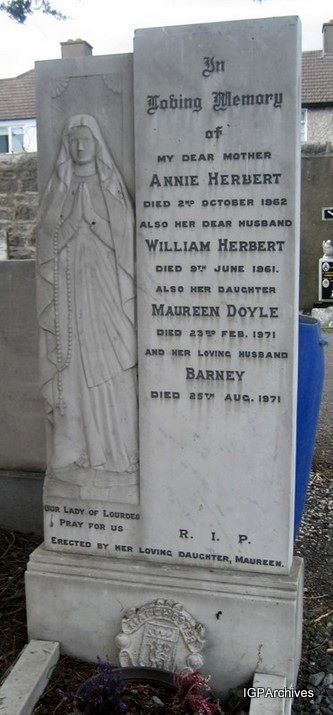 In
Loving Memory
of
MY DEAR MOTHER
ANNIE HERBERT
DIED 2ND OCTOBER 1962
ALSO HER DEAR HUSBAND
WILLIAM HERBERT
DIED 9TH JUNE 1961.
ALSO HER DAUGHTER
MAUREEN DOYLE
DIED 23RD FEB. 1971
AND HER LOVING HUSBAND
BARNEY
DIED 25TH AUG. 1971
OUR LADY OF LOURDES
PRAY FOR US
R. I. P.
ERECTED BY HER LOVING DAUGHTER, MAUREEN.
IGPArchives